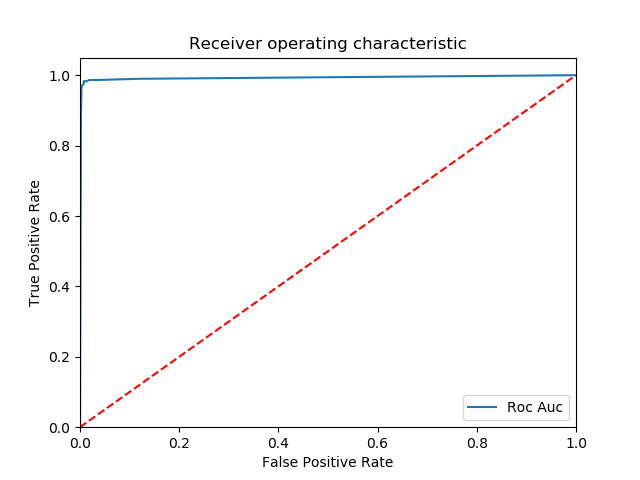 Receiver operating characteristic
True Positive Rate
1.0
0.8
0.6
0.4
0.2
0.0
Roc Auc
0.0 0.2 0.4 0.6 0.8 1.0
False Positive Rate